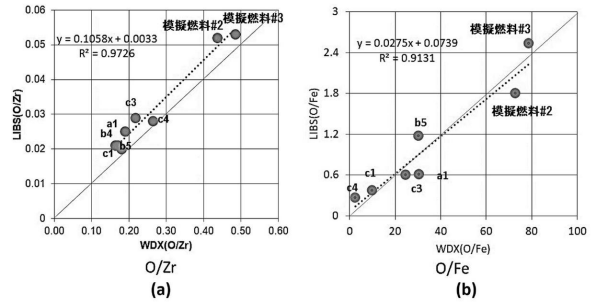 0.06
0.05
0.04
0.03
0.02
0.01
0
0.00 0.10 0.20 0.30 0.40 0.50 0.60
LIBS(O/Zr)
WDX(O/Zr)
y = 0.1058x + 0.0033
R² = 0.9726
模擬燃料#2
模擬燃料#3
c3
c4
a1
b4
c1
b5
O/Zr
(a)
3.0
2.4
1.8
1.2
0.6
0.0
0 20 40 60 80 100
LIBS(O/Fe)
WDX(O/Fe)
y = 0.0275x + 0.0739
R² = 0.9131
模擬燃料#3
模擬燃料#2
b5
c4
c1
c3
a1
O/Fe
(b)